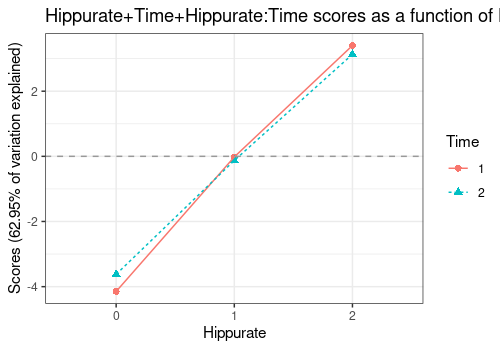 Hippurate+Time+Hippurate:Time scores as a function of
Scores (62.95% of variation explained)
2
0
-2
-4
0 1 2
Hippurate
Time
1
2